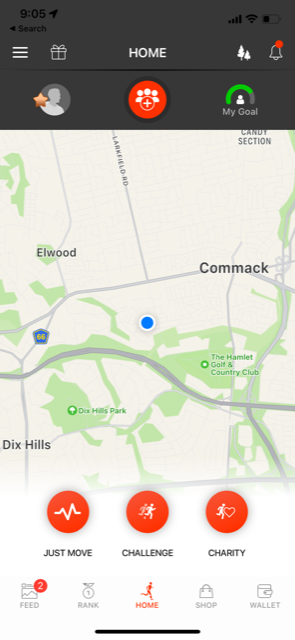 9:05
Search
HOME
My Goal
CANDY
SECTION
LARKFIELD RD
Elwood
Commack
66
The Hamlet
Golf &
Country Club
Dix Hills Park
Dix Hills
JUST MOVE
CHALLENGE
CHARITY
2
1
FEED
RANK
HOME
SHOP
WALLET